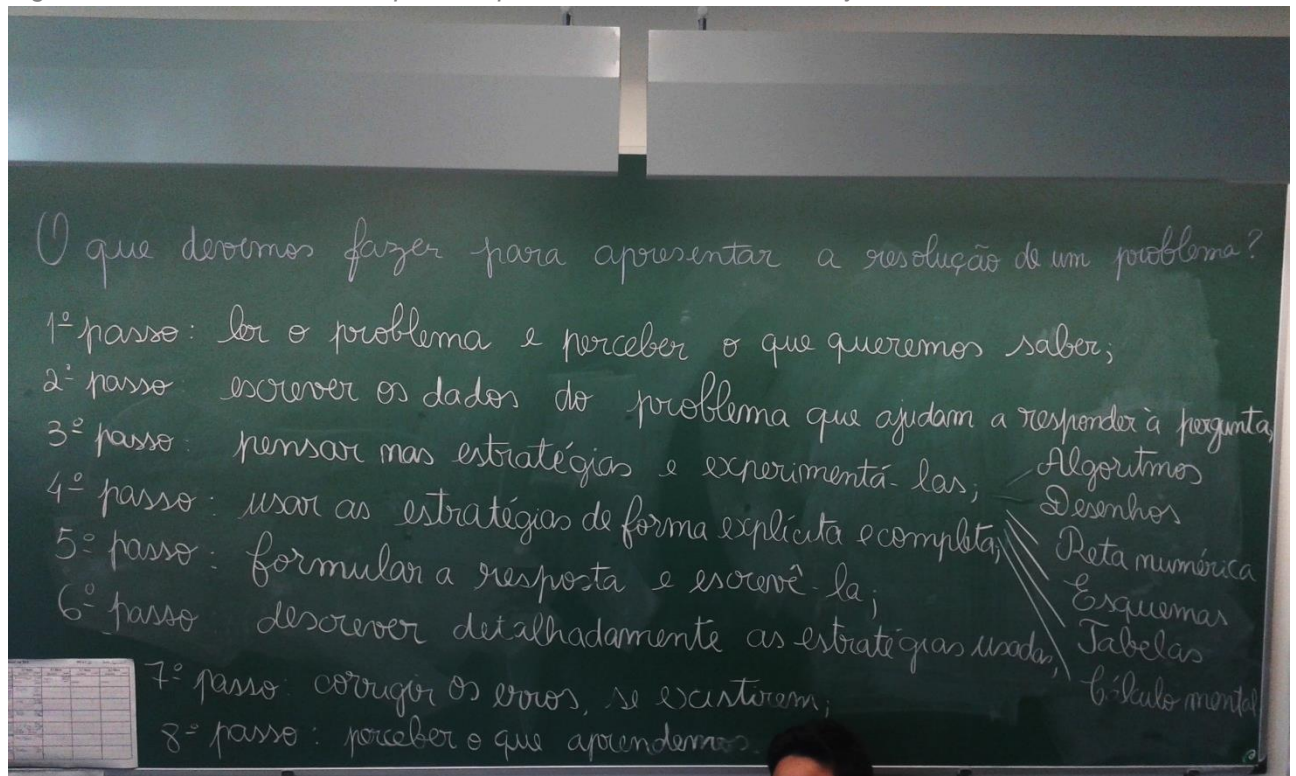 O que devemos fazer para apresentar a resolução de um problema?
1º passo: ler o problema e perceber o que queremos saber;
2º passo: escrever os dados do problema que ajudam a responder à pergunta;
3º passo: pensar nas estratégias e experimentá-las;
4º passo: usar as estratégias de forma explícita e completa;
5º passo: formular a resposta e escrevê-la;
6º passo descrever detalhadamente as estratégias usadas;
7º passo: corrigir os erros, se existirem;
8º passo: perceber o que aprendemos.
Algoritmos
Desenhos
Reta numérica
Esquemas
Tabelas
Cálculo mental